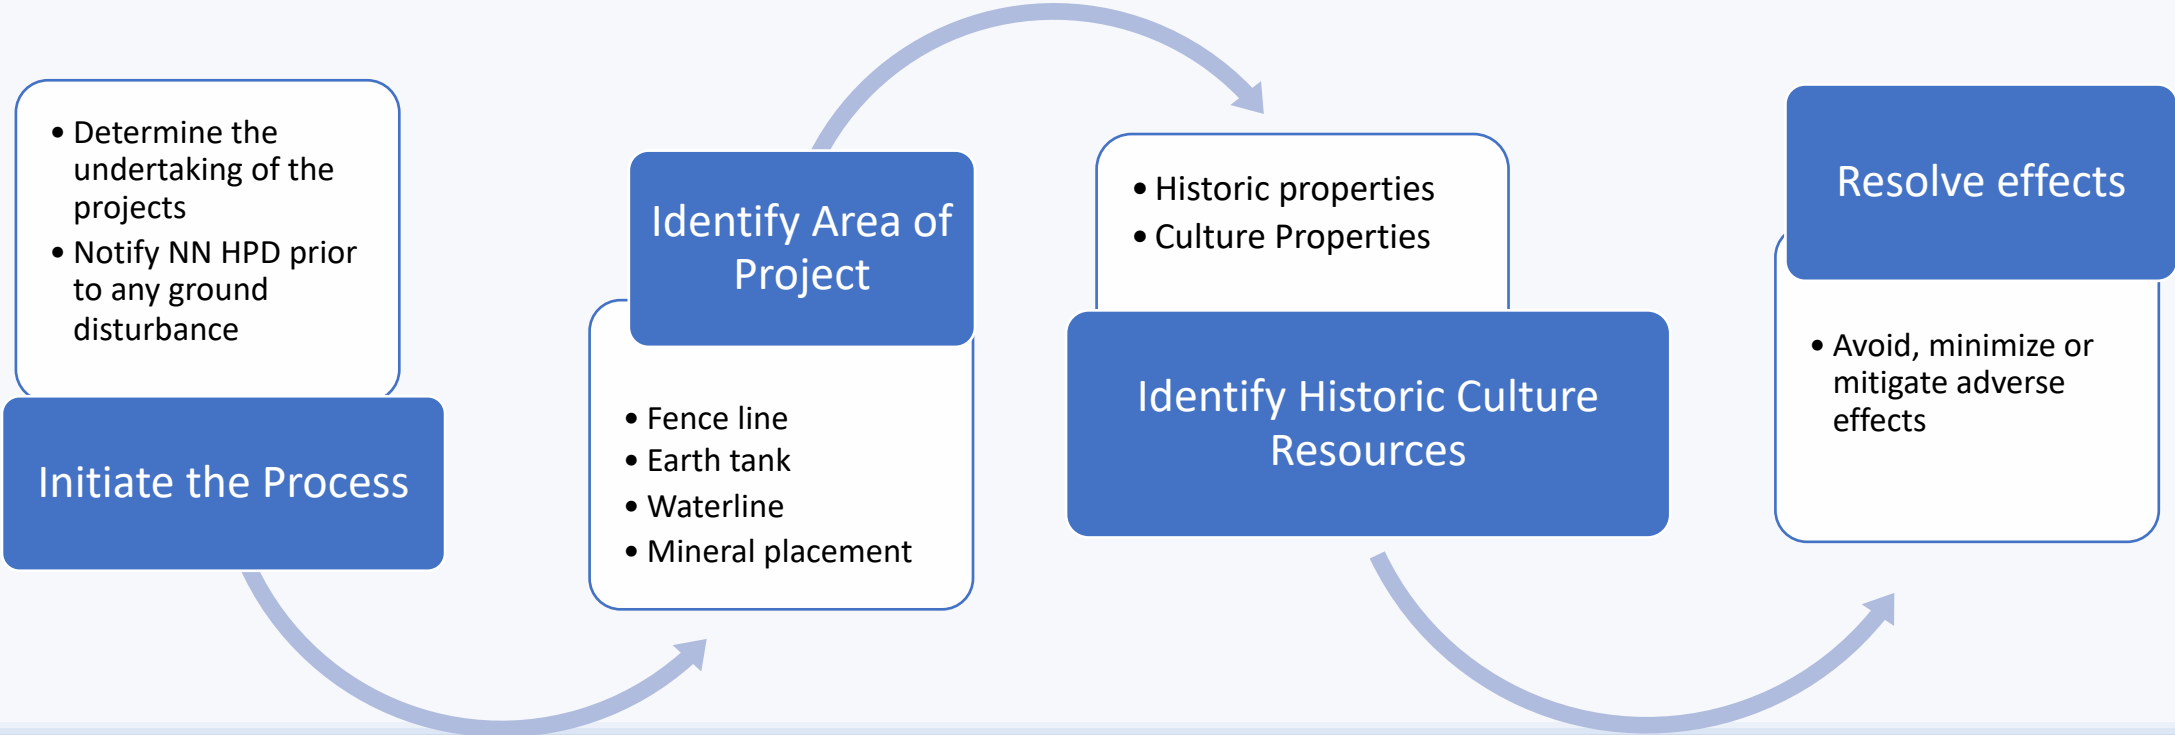 • Determine the
undertaking of the
projects
• Notify NN HPD prior
to any ground
disturbance
Initiate the Process
Identify Area of
Project
• Fence line
• Earth tank
• Waterline
• Mineral placement
• Historic properties
• Culture Properties
Identify Historic Culture
Resources
Resolve effects
• Avoid, minimize or
mitigate adverse
effects